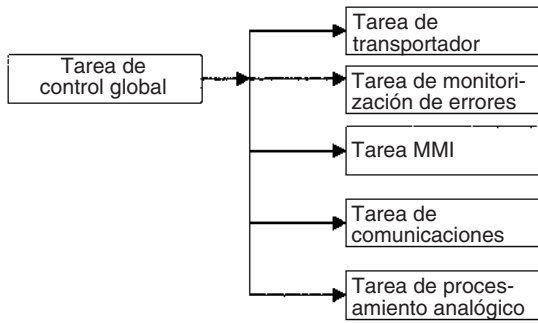 Tarea de
control global
Tarea de
transportador
Tarea de monitori-
zación de errores
Tarea MMI
Tarea de
comunicaciones
Tarea de proces-
amiento analógico